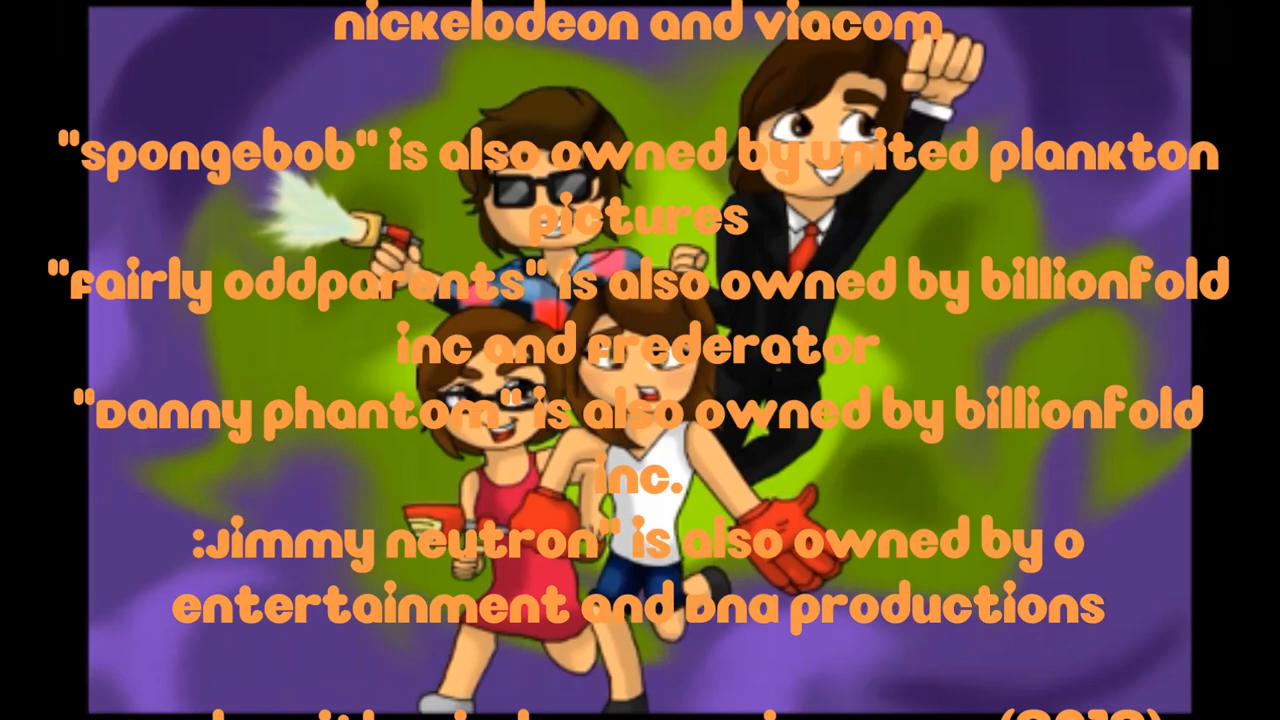 nickelodeon and viacom
"spongebob" is also owned by united plankton
pictures
"fairly oddparents" is also owned by billionfold
inc and frederator
"Danny phantom" is also owned by billionfold
inc.
:Jimmy neutron" is also owned by o
entertainment and Dna productions
(2012)